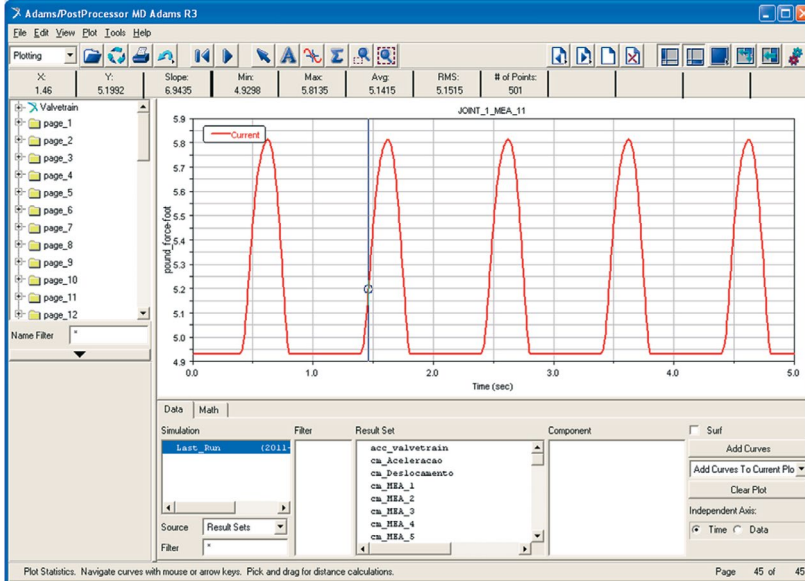 Adams/PostProcessor MD Adams R3
File Edit View Plot Tools Help
Plotting
X: Y: Slope: Min: Max: Avg: RMS: # of Points:
1.46 5.1992 6.9435 4.9298 5.8135 5.1415 5.1515 501
Valvetrain
page_1
page_2
page_3
page_4
page_5
page_6
page_7
page_8
page_9
page_10
page_11
page_12
Name Filter *
JOINT_1_MEA_11
Current
pound_force-foot
5.9
5.8
5.7
5.6
5.5
5.4
5.3
5.2
5.1
5.0
4.9
0.0 1.0 2.0 3.0 4.0 5.0
Time (sec)
Data Math
Simulation Filter Result Set Component Surf
Last_Run (2011-
acc_valvetrain
cm_Aceleracao
cm_Deslocamento
cm_MEA_1
cm_MEA_2
cm_MEA_3
cm_MEA_4
cm_MEA_5
Source Result Sets
Filter *
Add Curves
Add Curves To Current Plo
Clear Plot
Independent Axis:
Time Data
Plot Statistics. Navigate curves with mouse or arrow keys. Pick and drag for distance calculations. Page 45 of 45